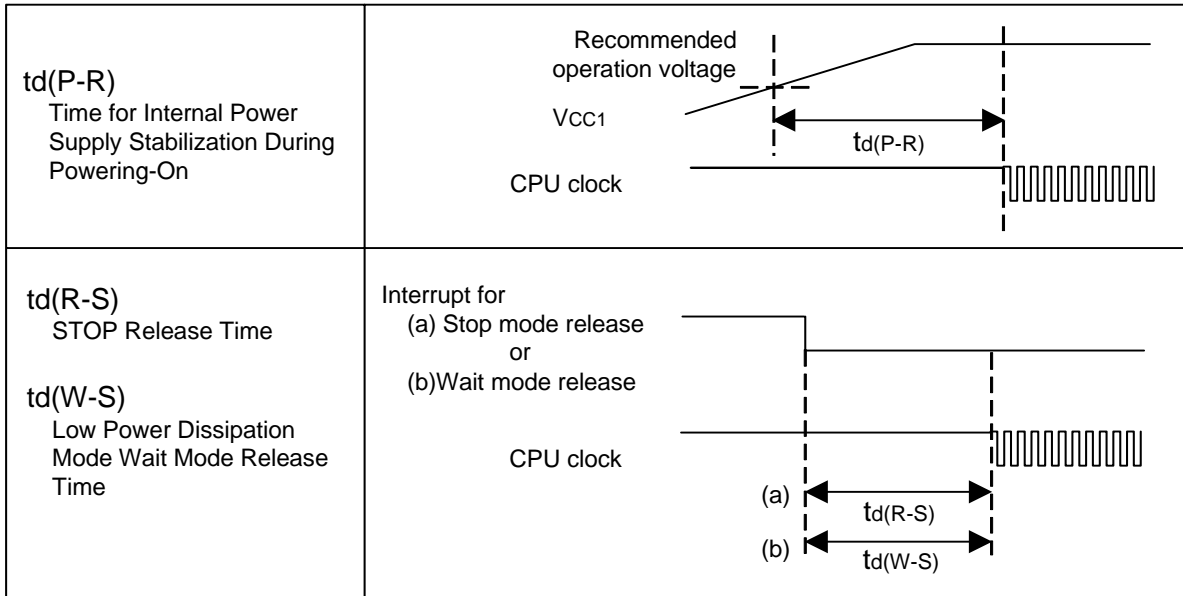 td(P-R)
Time for Internal Power
Supply Stabilization During
Powering-On
Recommended
operation voltage
VCC1
td(P-R)
CPU clock
td(R-S)
STOP Release Time
td(W-S)
Low Power Dissipation
Mode Wait Mode Release
Time
Interrupt for
(a) Stop mode release
or
(b)Wait mode release
CPU clock
(a)
td(R-S)
(b)
td(W-S)